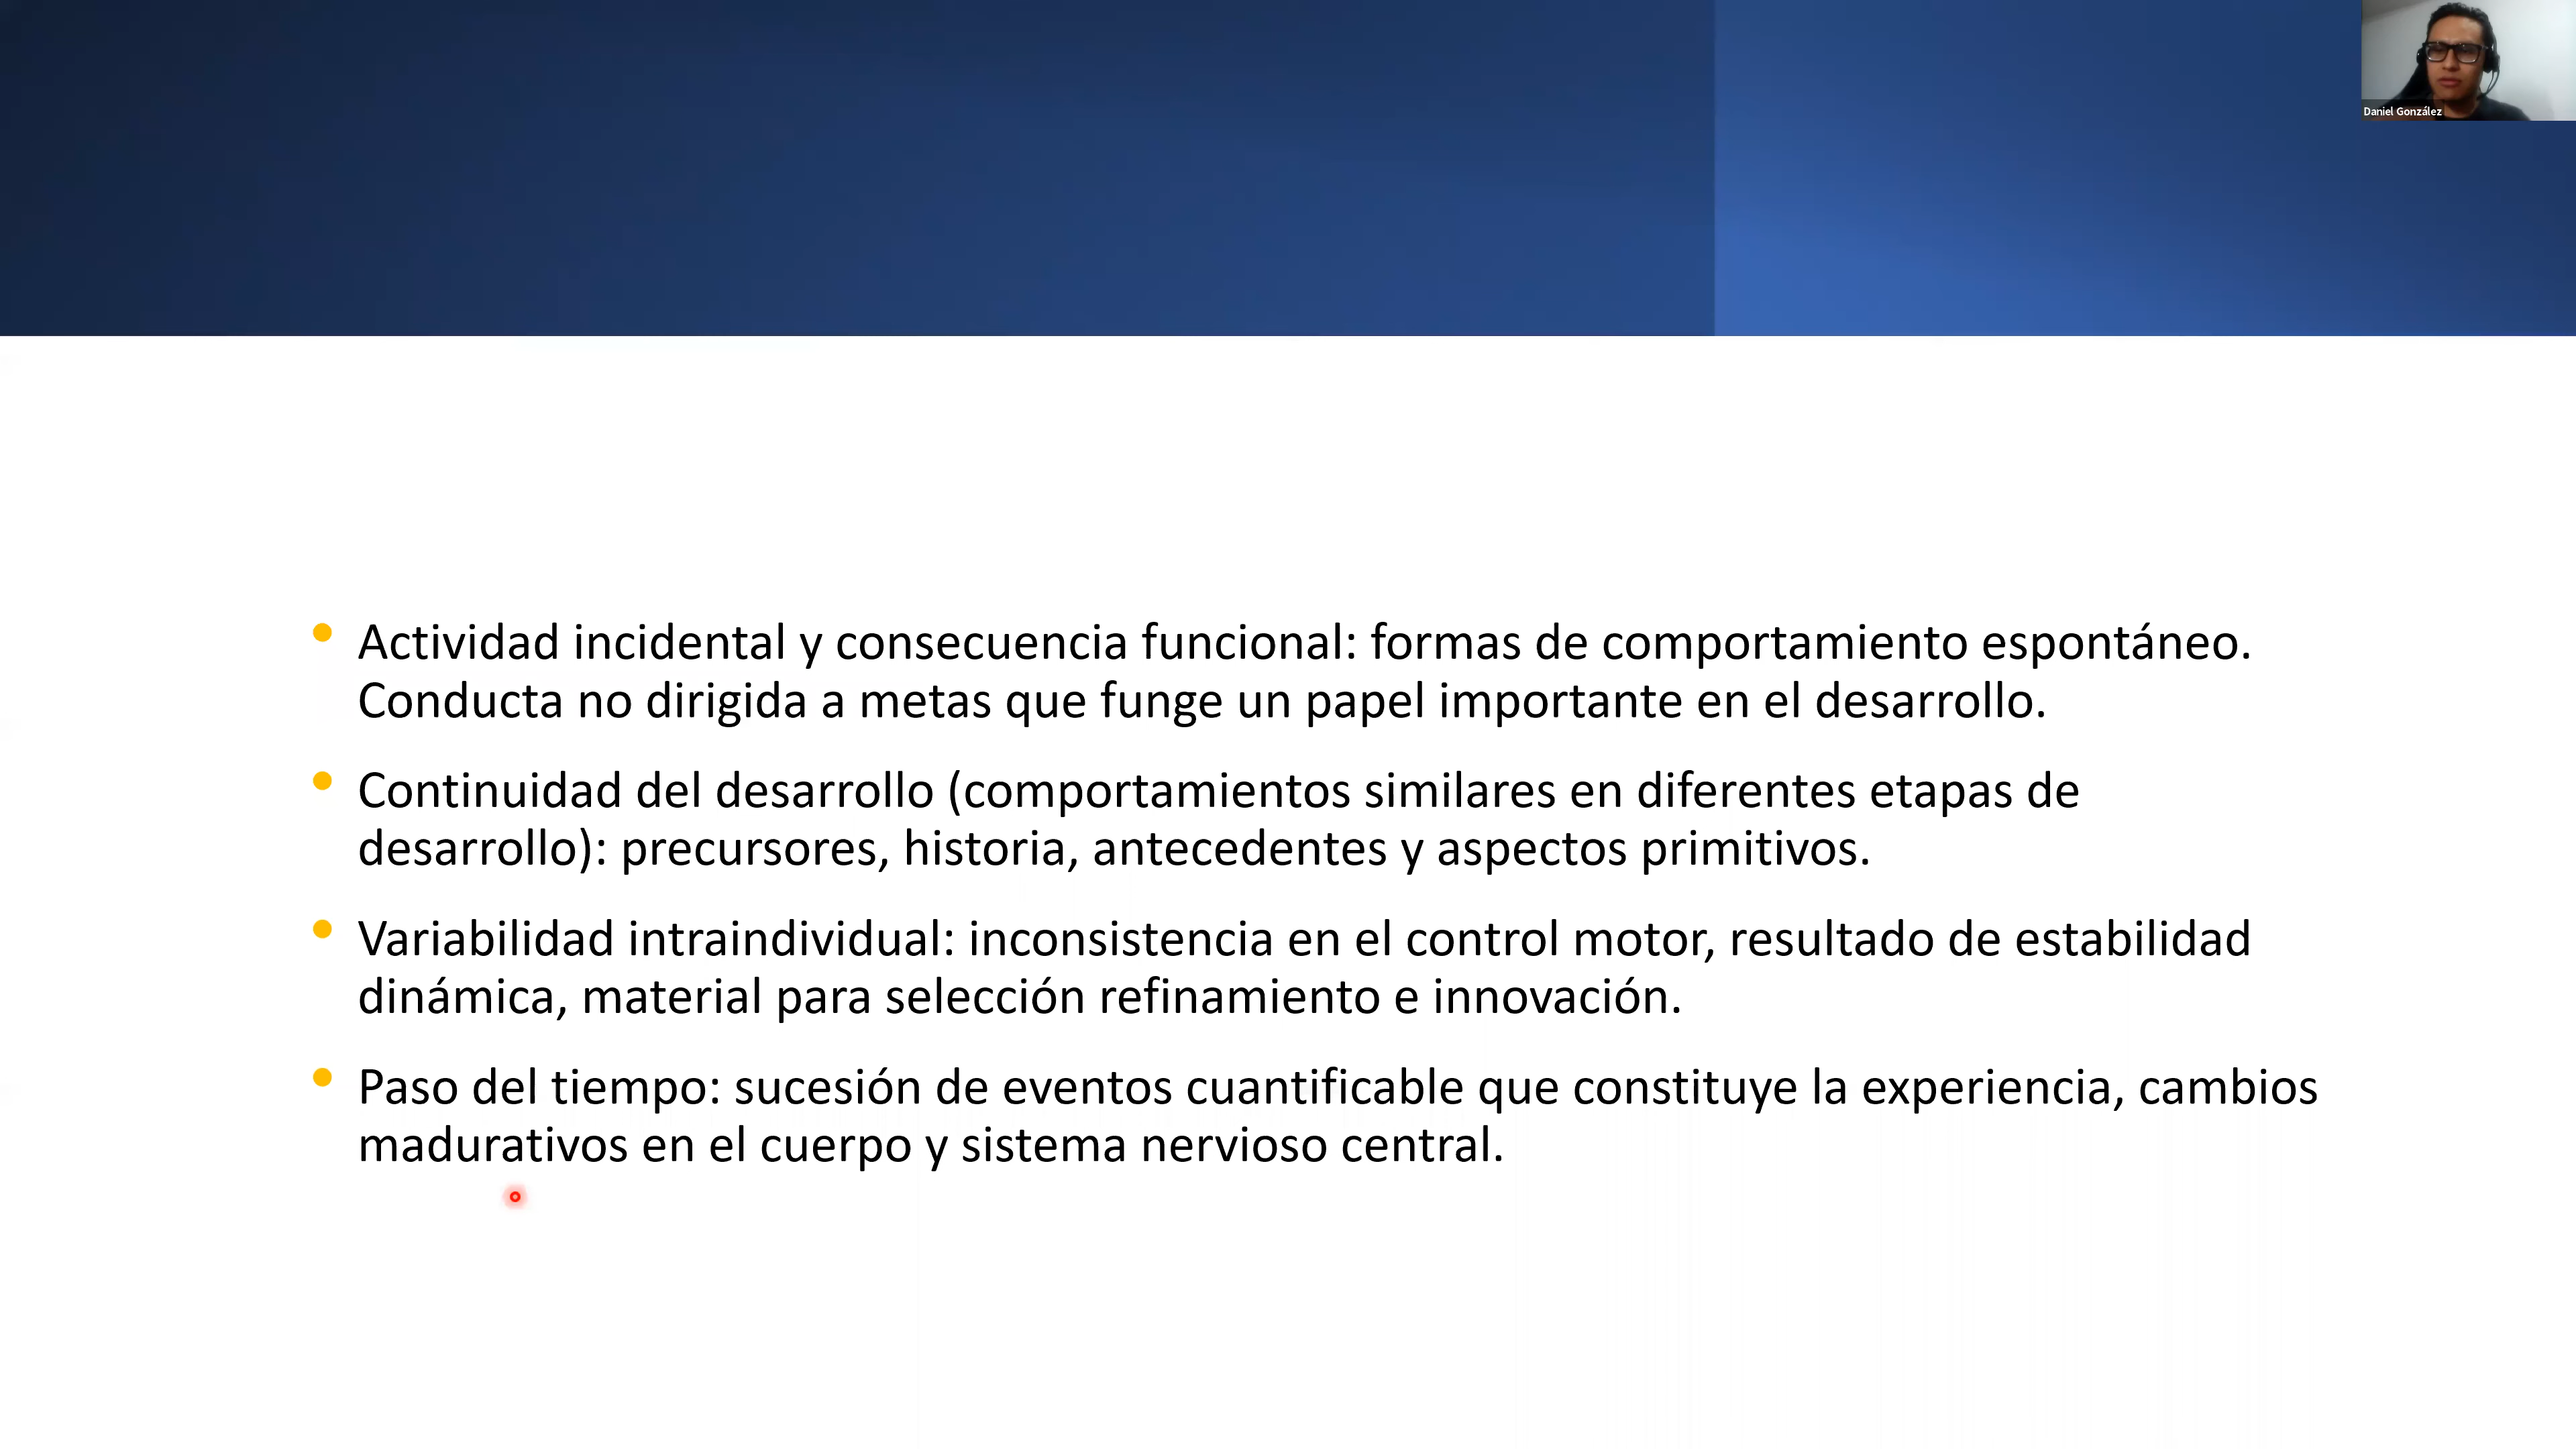 Daniel González
• Actividad incidental y consecuencia funcional: formas de comportamiento espontáneo.
Conducta no dirigida a metas que funge un papel importante en el desarrollo.
• Continuidad del desarrollo (comportamientos similares en diferentes etapas de
desarrollo): precursores, historia, antecedentes y aspectos primitivos.
• Variabilidad intraindividual: inconsistencia en el control motor, resultado de estabilidad
dinámica, material para selección refinamiento e innovación.
• Paso del tiempo: sucesión de eventos cuantificable que constituye la experiencia, cambios
madurativos en el cuerpo y sistema nervioso central.